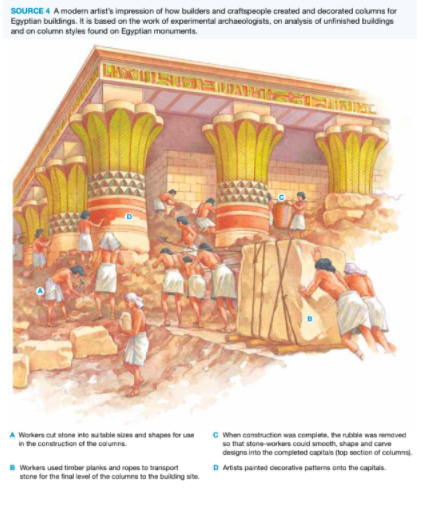 SOURCE 4 A modern artist's impression of how builders and craftspeople created and decorated columns for
Egyptian buildings. It is based on the work of experimental archaeologists, on analysis of unfinished buildings
and on column styles found on Egyptian monuments.
D
C
A
B
A Workers cut stone into suitable sizes and shapes for use
in the construction of the columns.
B Workers used timber planks and ropes to transport
stone for the final level of the columns to the building site.
C When construction was complete, the rubble was removed
so that stone-workers could smooth, shape and carve
designs into the completed capitals (top section of columns).
D Artists painted decorative patterns onto the capitals.